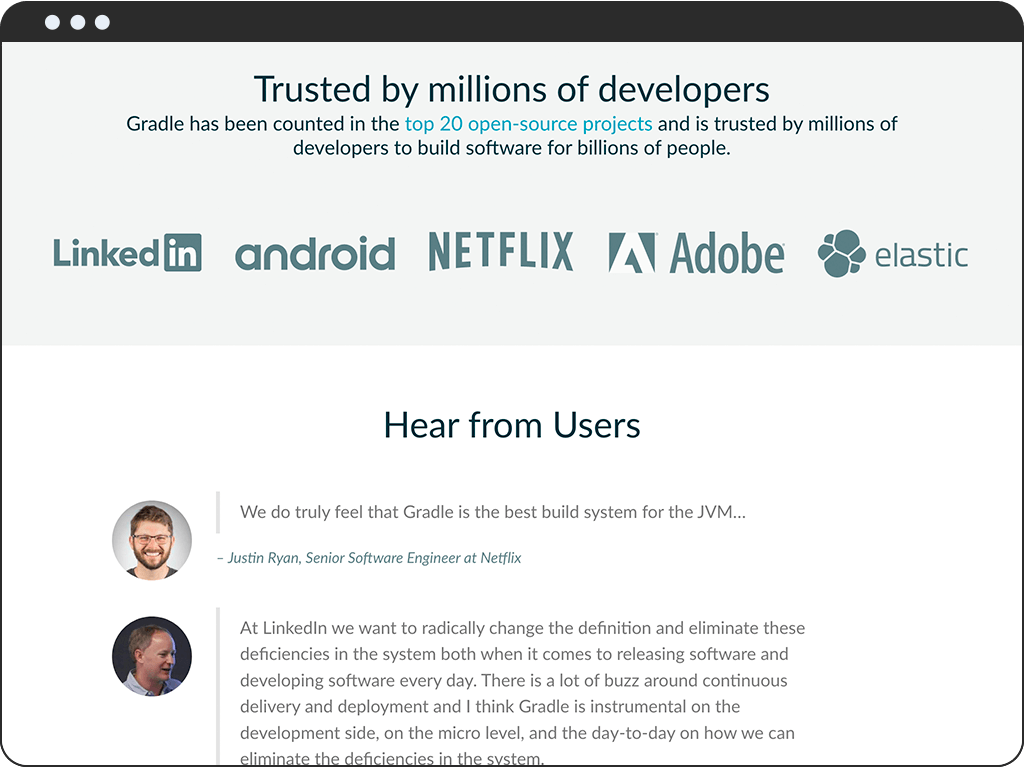 Trusted by millions of developers
Gradle has been counted in the top 20 open-source projects and is trusted by millions of
developers to build software for billions of people.
Linked in android NETFLIX Adobe elastic
Hear from Users
We do truly feel that Gradle is the best build system for the JVM...
– Justin Ryan, Senior Software Engineer at Netflix
At LinkedIn we want to radically change the definition and eliminate these
deficiencies in the system both when it comes to releasing software and
developing software every day. There is a lot of buzz around continuous
delivery and deployment and I think Gradle is instrumental on the
development side, on the micro level, and the day-to-day on how we can
eliminate the deficiencies in the system.